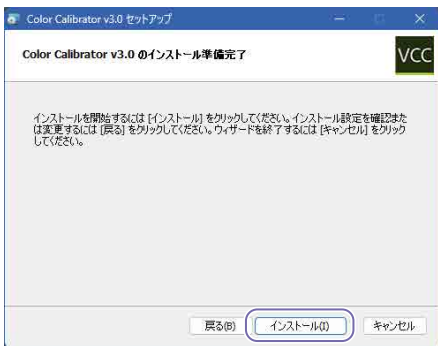 Color Calibrator v3.0 セットアップ
Color Calibrator v3.0 のインストール準備完了
VCC
インストールを開始するには [インストール] をクリックしてください。インストール設定を確認また
は変更するには [戻る] をクリックしてください。ウィザードを終了するには [キャンセル] をクリック
してください。
戻る(B)
インストール(I)
キャンセル